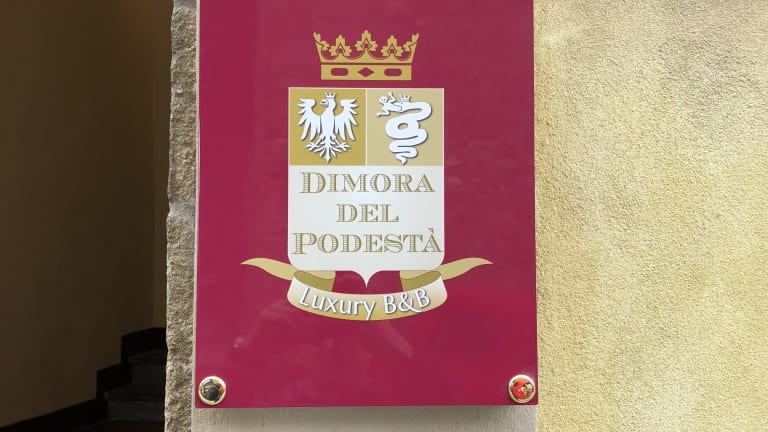 DIMORA
DEL
PODESTÀ
Luxury B&B